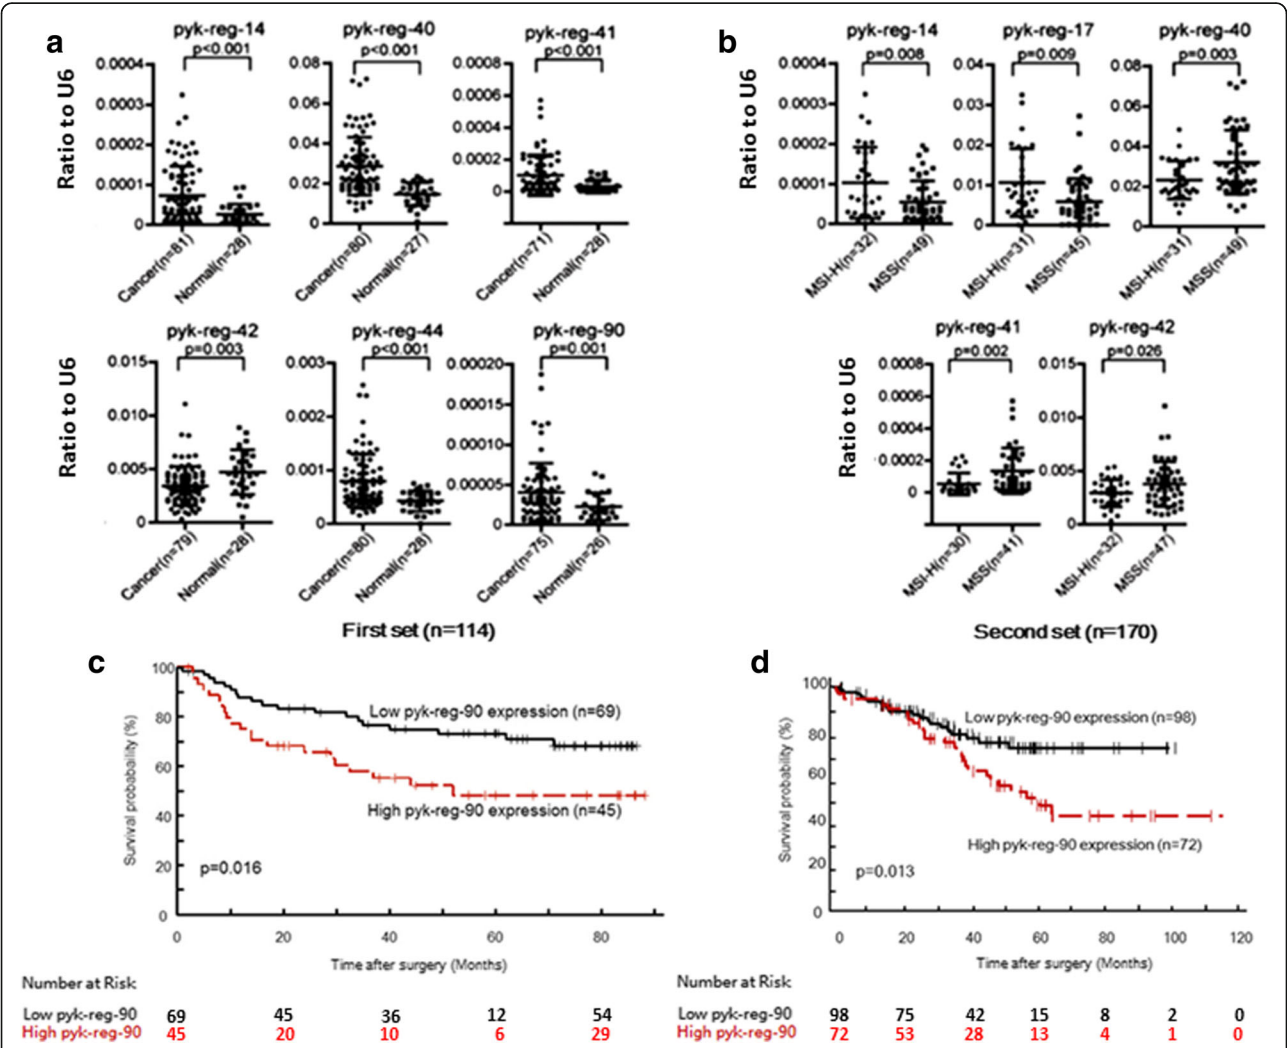 a
pyk-reg-14
p<0.001
Ratio to U6
0.0004
0.0003
0.0002
0.0001
0
Cancer(n=81)
Normal(n=28)
pyk-reg-40
p<0.001
0.08
0.06
0.04
0.02
0
Cancer(n=80)
Normal(n=27)
pyk-reg-41
p<0.001
0.0008
0.0006
0.0004
0.0002
0
Cancer(n=71)
Normal(n=28)
pyk-reg-42
p=0.003
Ratio to U6
0.015
0.010
0.005
0
Cancer(n=79)
Normal(n=28)
pyk-reg-44
p<0.001
0.003
0.002
0.001
0
Cancer(n=80)
Normal(n=28)
pyk-reg-90
p=0.001
0.00020
0.00015
0.00010
0.00005
0
Cancer(n=75)
Normal(n=26)
b
pyk-reg-14
p=0.008
Ratio to U6
0.0004
0.0003
0.0002
0.0001
0
MSI-H(n=32)
MSS(n=49)
pyk-reg-17
p=0.009
0.04
0.03
0.02
0.01
0
MSI-H(n=31)
MSS(n=45)
pyk-reg-40
p=0.003
0.08
0.06
0.04
0.02
0
MSI-H(n=31)
MSS(n=49)
pyk-reg-41
p=0.002
Ratio to U6
0.0008
0.0006
0.0004
0.0002
0
MSI-H(n=30)
MSS(n=41)
pyk-reg-42
p=0.026
0.015
0.010
0.005
0
MSI-H(n=32)
MSS(n=47)
c
First set (n=114)
Survival probability (%)
100
80
60
40
20
0
Low pyk-reg-90 expression (n=69)
High pyk-reg-90 expression (n=45)
p=0.016
0 20 40 60 80
Time after surgery (Months)
Number at Risk
Low pyk-reg-90 69 45 36 12 54
High pyk-reg-90 45 20 10 6 29
d
Second set (n=170)
Survival probability (%)
100
80
60
40
20
0
Low pyk-reg-90 expression (n=98)
High pyk-reg-90 expression (n=72)
p=0.013
0 20 40 60 80 100 120
Time after surgery (Months)
Number at Risk
Low pyk-reg-90 98 75 42 15 8 2 0
High pyk-reg-90 72 53 28 13 4 1 0